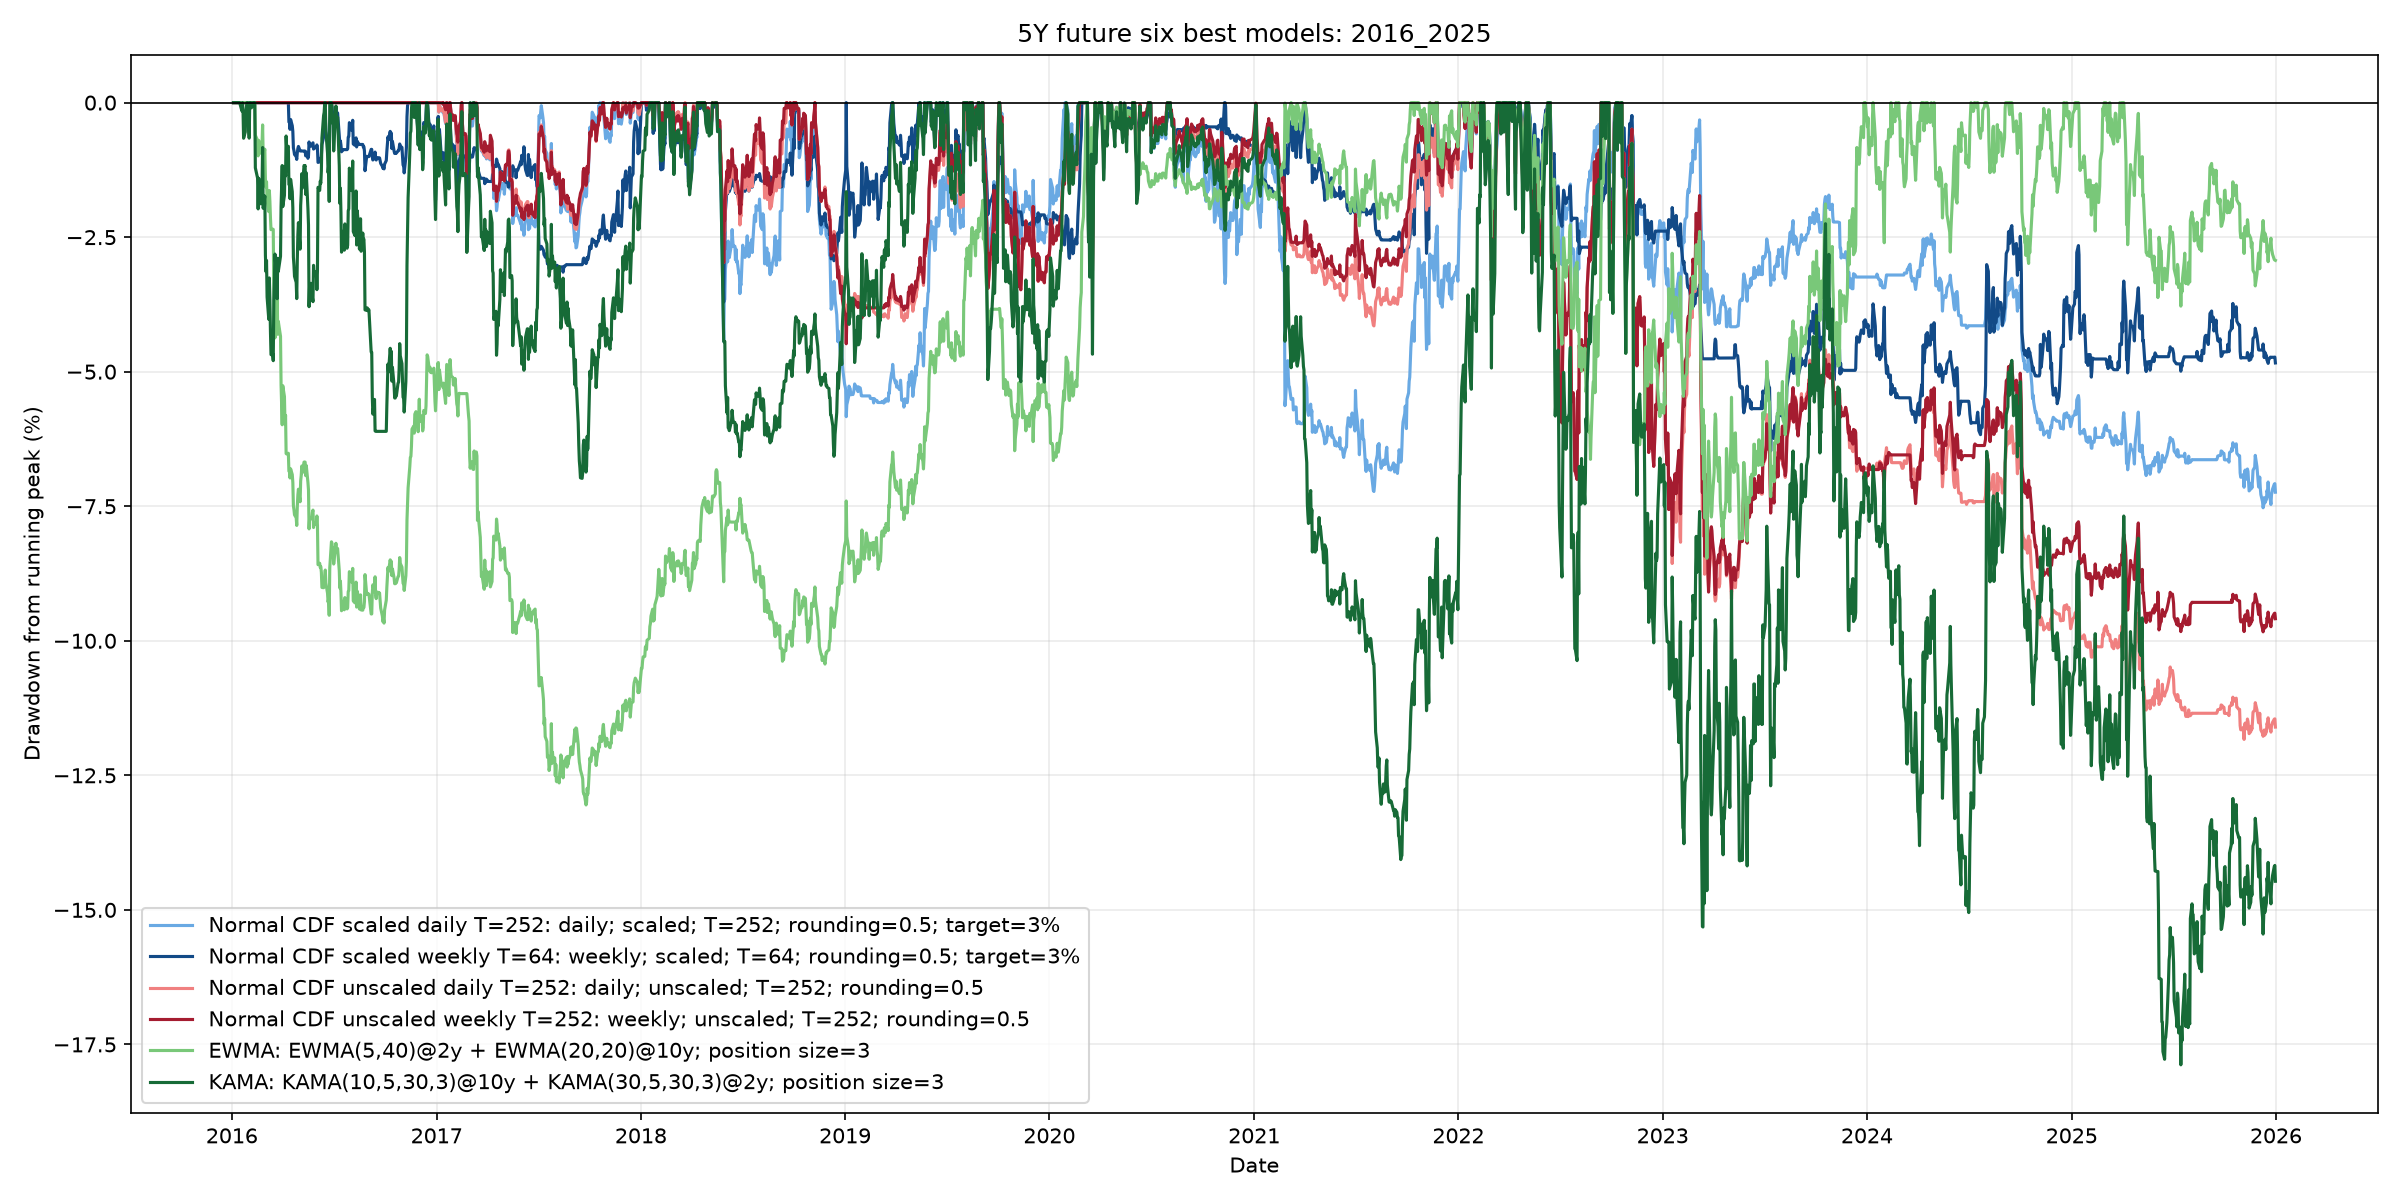 5Y future six best models: 2016_2025
Drawdown from running peak (%)
0.0
−2.5
−5.0
−7.5
−10.0
−12.5
−15.0
−17.5
Normal CDF scaled daily T=252: daily; scaled; T=252; rounding=0.5; target=3%
Normal CDF scaled weekly T=64: weekly; scaled; T=64; rounding=0.5; target=3%
Normal CDF unscaled daily T=252: daily; unscaled; T=252; rounding=0.5
Normal CDF unscaled weekly T=252: weekly; unscaled; T=252; rounding=0.5
EWMA: EWMA(5,40)@2y + EWMA(20,20)@10y; position size=3
KAMA: KAMA(10,5,30,3)@10y + KAMA(30,5,30,3)@2y; position size=3
2016 2017 2018 2019 2020 2021 2022 2023 2024 2025 2026
Date